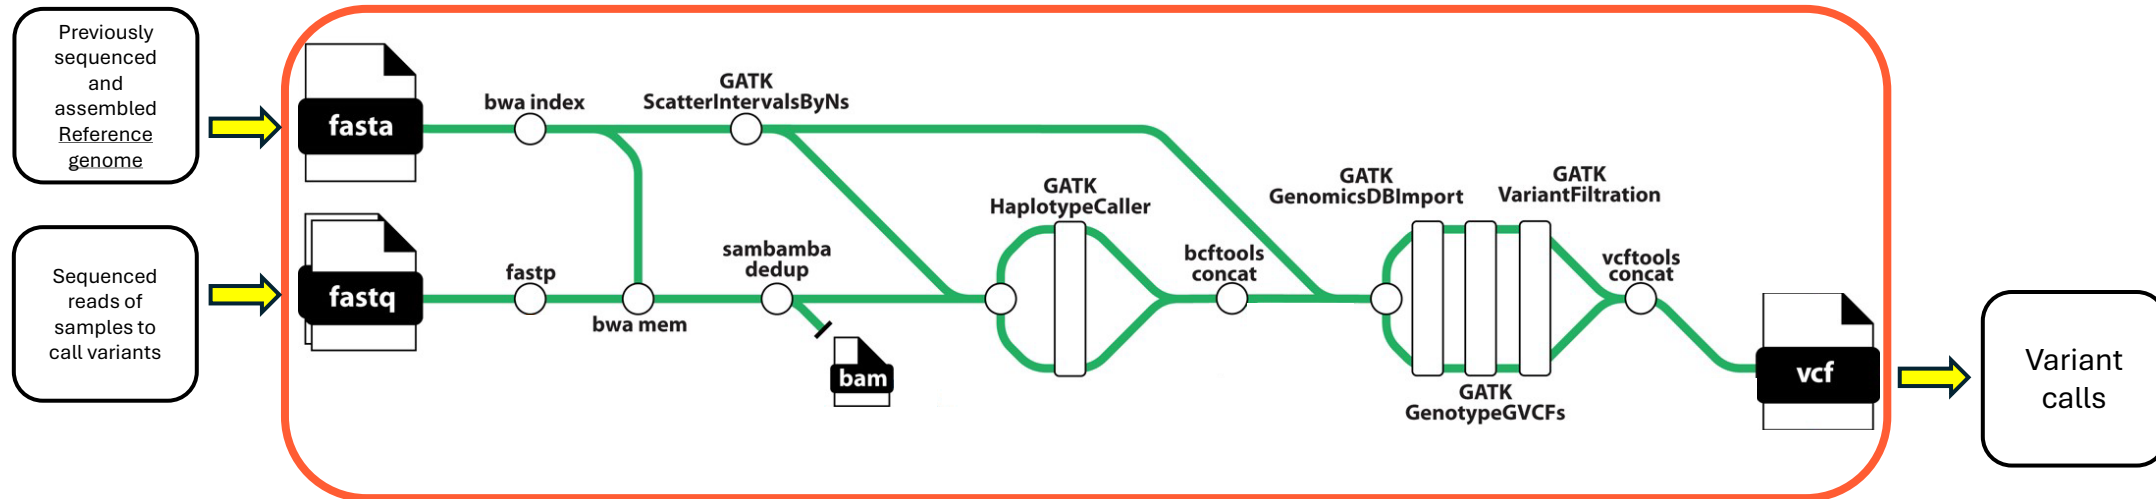 Previously
sequenced
and
assembled
Reference
genome
Sequenced
reads of
samples to
call variants
fasta
bwa index
GATK
ScatterIntervalsByNs
fastq
fastp
bwa mem
sambamba
dedup
bam
GATK
HaplotypeCaller
bcftools
concat
GATK
GenomicsDBImport
GATK
GenotypeGVCFs
GATK
VariantFiltration
vcftools
concat
vcf
Variant
calls